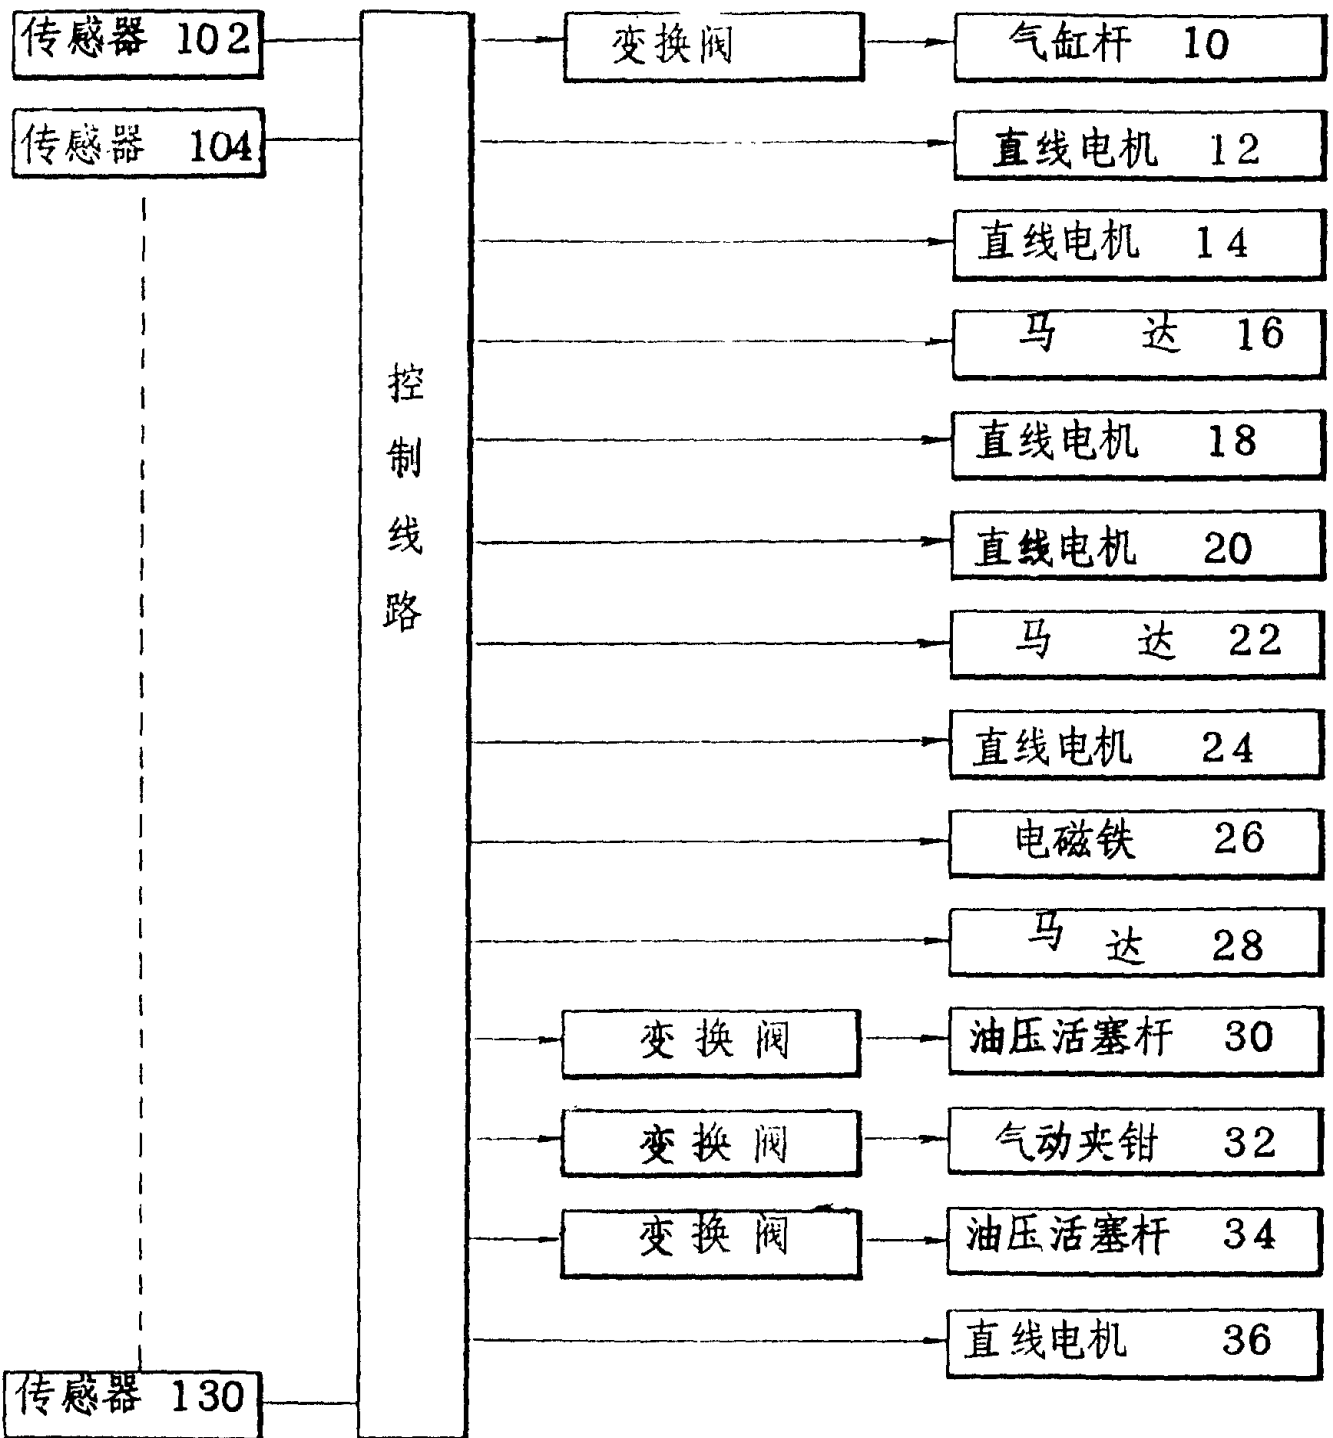 传感器 102
变换阀
气缸杆 10
传感器 104
直线电机 12
直线电机 14
马达 16
控制线路
直线电机 18
直线电机 20
马达 22
直线电机 24
电磁铁 26
马达 28
变换阀
油压活塞杆 30
变换阀
气动夹钳 32
变换阀
油压活塞杆 34
直线电机 36
传感器 130